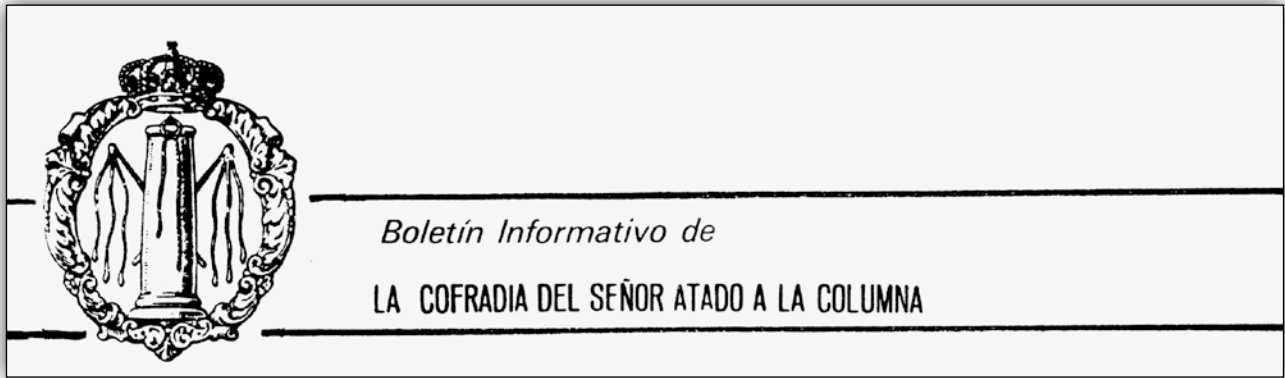 Boletín Informativo de
LA COFRADIA DEL SEÑOR ATADO A LA COLUMNA